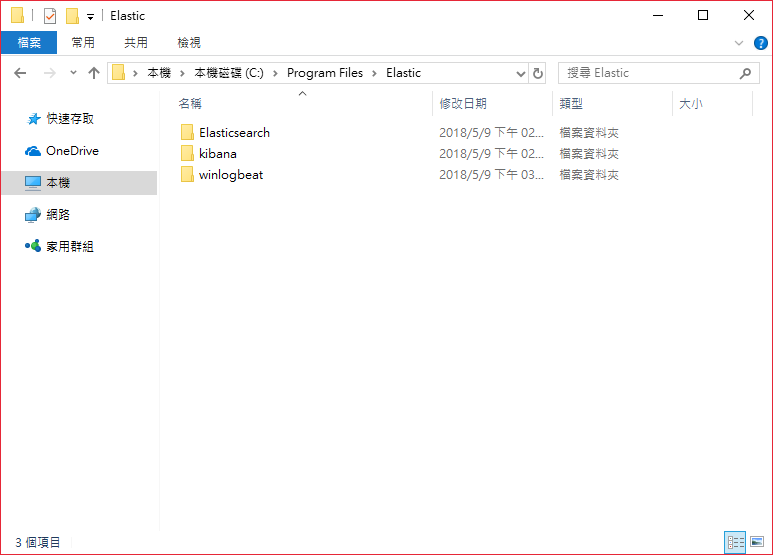 Elastic
檔案 常用 共用 檢視
本機 本機磁碟 (C:) Program Files Elastic 搜尋 Elastic
名稱 修改日期 類型 大小
快速存取
OneDrive
本機
網路
家用群組
Elasticsearch 2018/5/9 下午 02... 檔案資料夾
kibana 2018/5/9 下午 02... 檔案資料夾
winlogbeat 2018/5/9 下午 03... 檔案資料夾
3 個項目